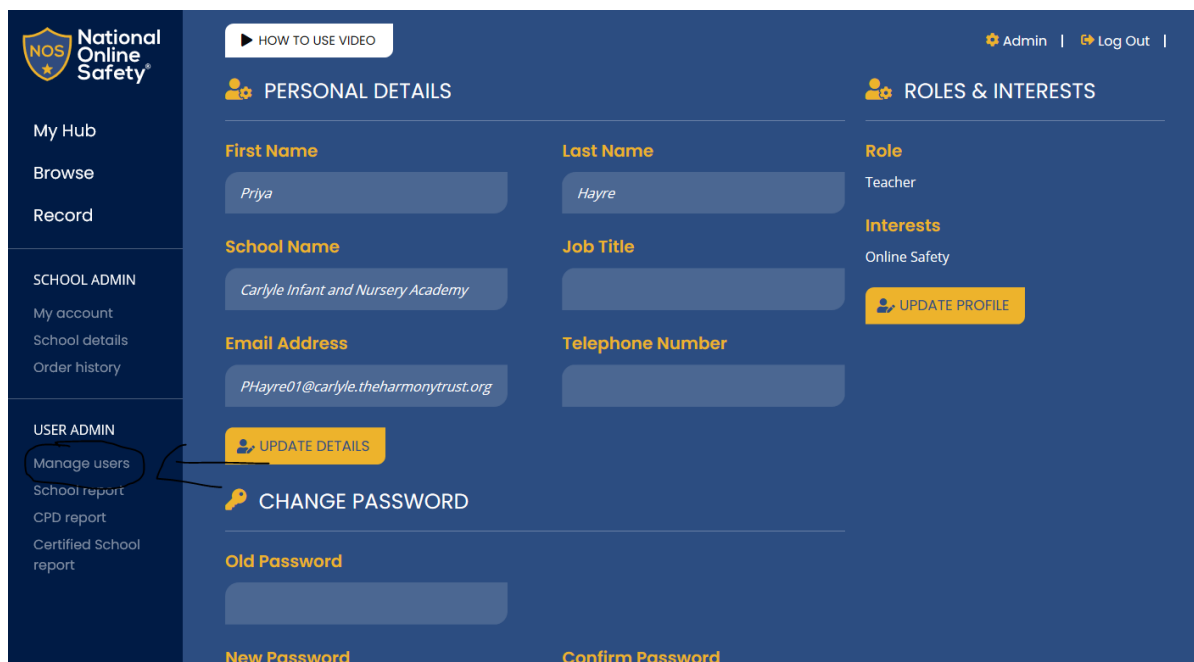 NOS National Online Safety®
My Hub
Browse
Record
SCHOOL ADMIN
My account
School details
Order history
USER ADMIN
Manage users
School report
CPD report
Certified School
report
HOW TO USE VIDEO
Admin | Log Out |
PERSONAL DETAILS
First Name Last Name
Priya Hayre
School Name Job Title
Carlyle Infant and Nursery Academy
Email Address Telephone Number
PHayre01@carlyle.theharmonytrust.org
UPDATE DETAILS
CHANGE PASSWORD
Old Password
New Password Confirm Password
ROLES & INTERESTS
Role
Teacher
Interests
Online Safety
UPDATE PROFILE